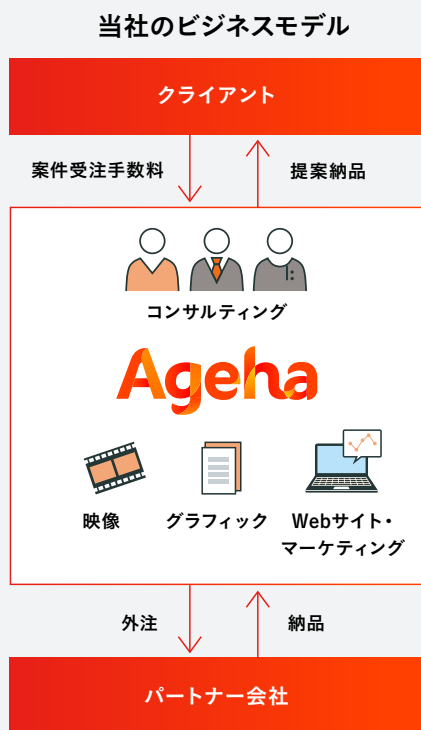 当社のビジネスモデル
クライアント
案件受注手数料
提案納品
コンサルティング
Ageha
映像
グラフィック
Webサイト・
マーケティング
外注
納品
パートナー会社